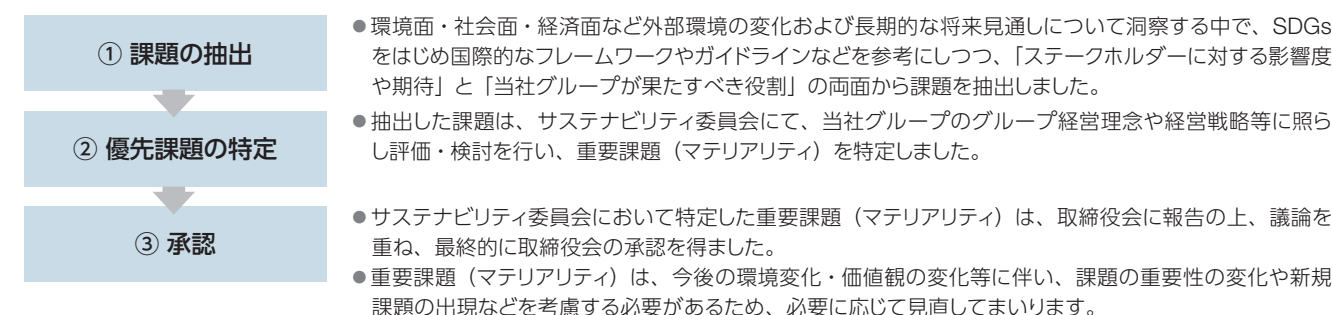 ① 課題の抽出
●環境面・社会面・経済面など外部環境の変化および長期的な将来見通しについて洞察する中で、SDGs
をはじめ国際的なフレームワークやガイドラインなどを参考にしつつ、「ステークホルダーに対する影響度
や期待」と「当社グループが果たすべき役割」の両面から課題を抽出しました。
② 優先課題の特定
●抽出した課題は、サステナビリティ委員会にて、当社グループのグループ経営理念や経営戦略等に照ら
し評価・検討を行い、重要課題（マテリアリティ）を特定しました。
③ 承認
●サステナビリティ委員会において特定した重要課題（マテリアリティ）は、取締役会に報告の上、議論を
重ね、最終的に取締役会の承認を得ました。
●重要課題（マテリアリティ）は、今後の環境変化・価値観の変化等に伴い、課題の重要性の変化や新規
課題の出現などを考慮する必要があるため、必要に応じて見直してまいります。